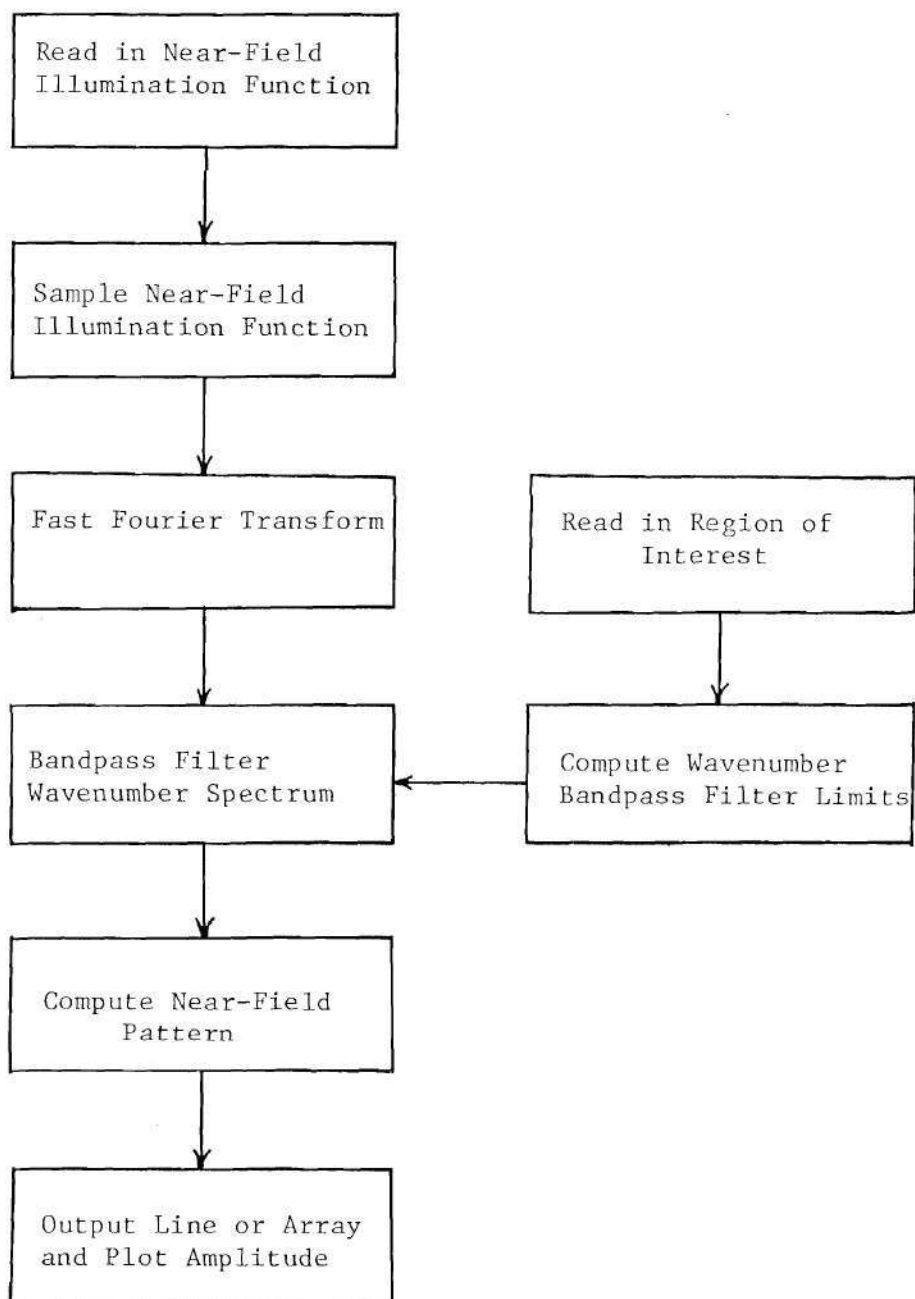 Read in Near-Field
Illumination Function
Sample Near-Field
Illumination Function
Fast Fourier Transform
Read in Region of
Interest
Bandpass Filter
Wavenumber Spectrum
Compute Wavenumber
Bandpass Filter Limits
Compute Near-Field
Pattern
Output Line or Array
and Plot Amplitude